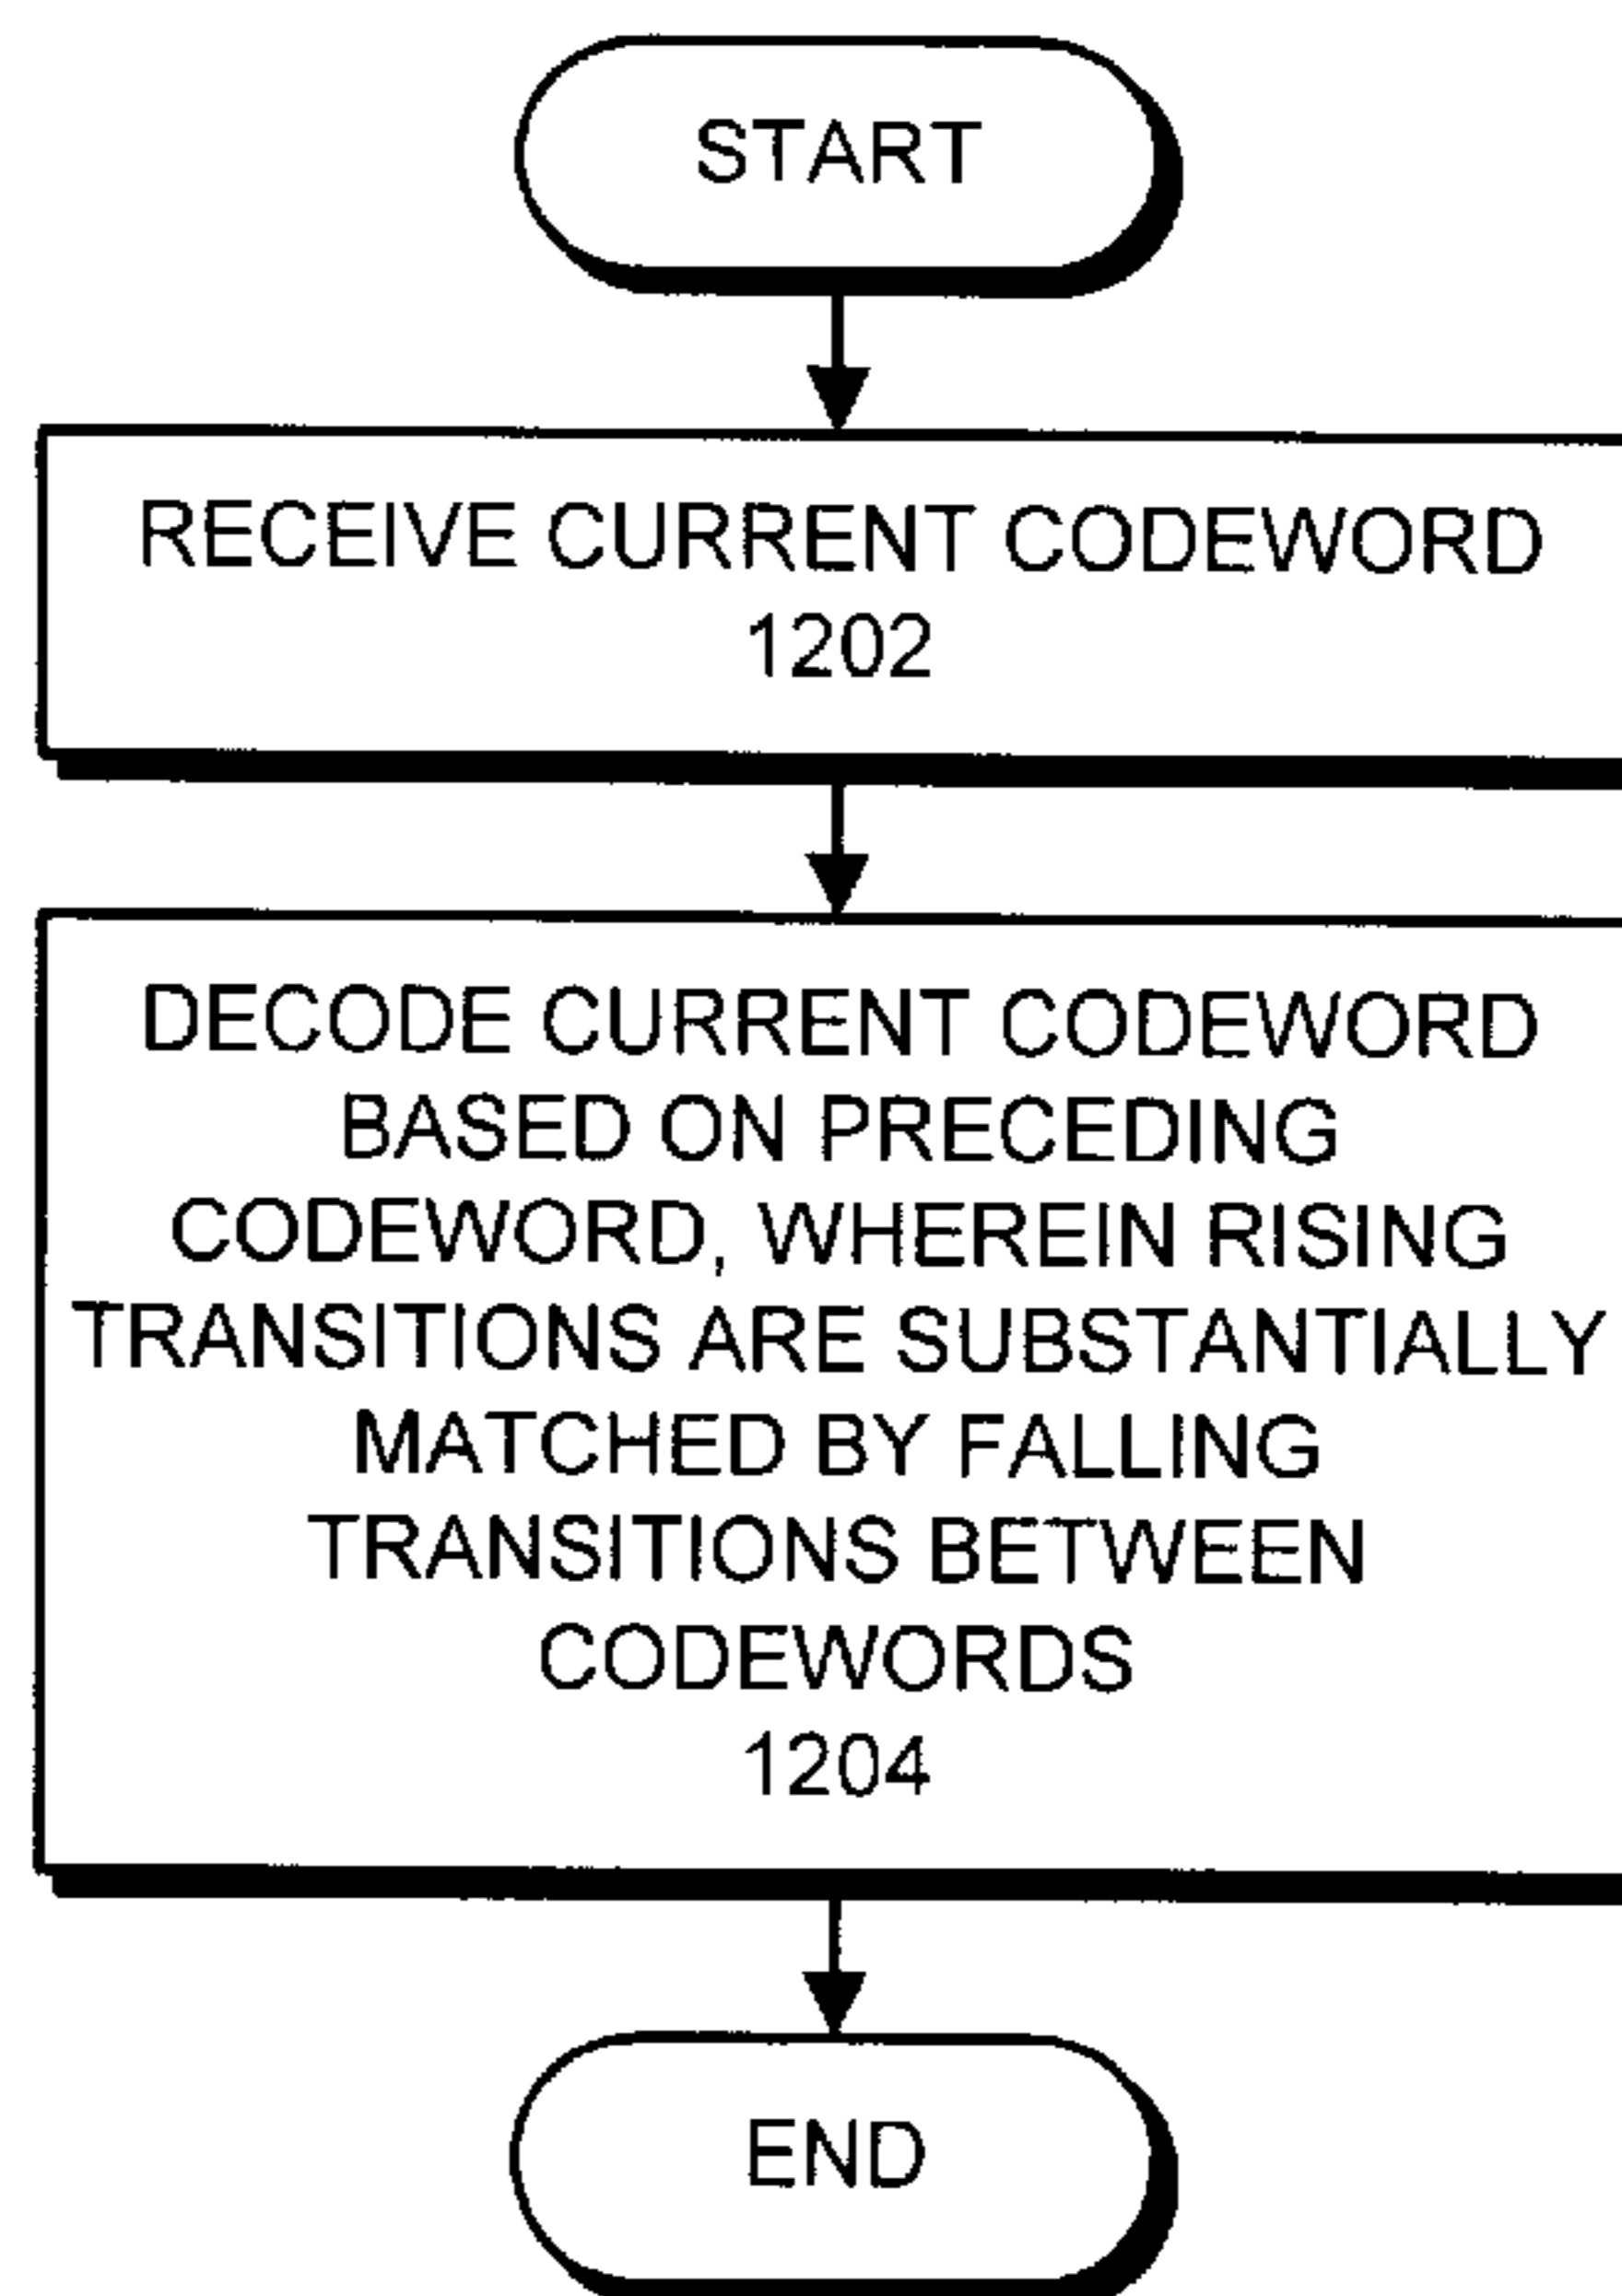 START
RECEIVE CURRENT CODEWORD
1202
DECODE CURRENT CODEWORD
BASED ON PRECEDING
CODEWORD, WHEREIN RISING
TRANSITIONS ARE SUBSTANTIALLY
MATCHED BY FALLING
TRANSITIONS BETWEEN
CODEWORDS
1204
END